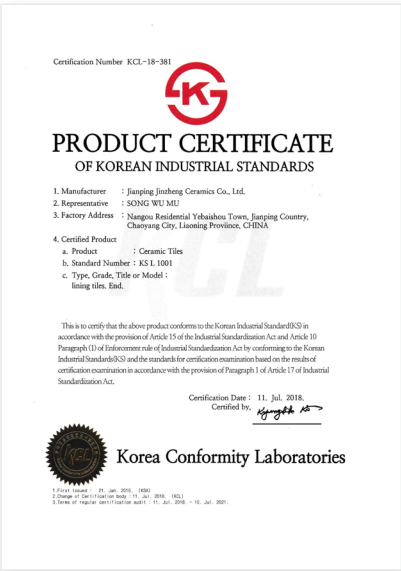 Certification Number KCL-18-381
KS
PRODUCT CERTIFICATE
OF KOREAN INDUSTRIAL STANDARDS
1. Manufacturer : Jianping Jinzheng Ceramics Co., Ltd.
2. Representative : SONG WU MU
3. Factory Address : Nangou Residential Yebaishou Town, Jianping Country,
Chaoyang City, Liaoning Proviince, CHINA
4. Certified Product
a. Product : Ceramic Tiles
b. Standard Number : KS L 1001
c. Type, Grade, Title or Model :
lining tiles. End.
KCL
This is to certify that the above product conforms to the Korean Industrial Standard(KS) in
accordance with the provision of Article 15 of the Industrial Standardization Act and Article 10
Paragraph (1) of Enforcement rule of Industrial Standardization Act by conforming to the Korean
Industrial Standards(KS) and the standards for certification examination based on the results of
certification examination in accordance with the provision of Paragraph 1 of Article 17 of Industrial
Standardization Act.
Certification Date : 11. Jul. 2018.
Certified by.
KCL
Korea Conformity Laboratories
1.First Issued : 21. Jan. 2015. (KSA)
2.Change of Certification body : 11. Jul. 2018. (KCL)
3.Terms of regular certification audit : 11. Jul. 2018. ~ 10. Jul. 2021.